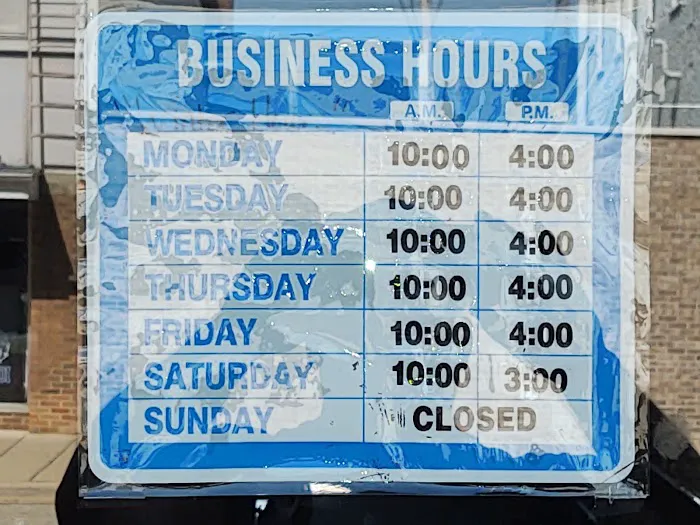 BUSINESS HOURS
A.M. P.M.
MONDAY 10:00 4:00
TUESDAY 10:00 4:00
WEDNESDAY 10:00 4:00
THURSDAY 10:00 4:00
FRIDAY 10:00 4:00
SATURDAY 10:00 3:00
SUNDAY CLOSED